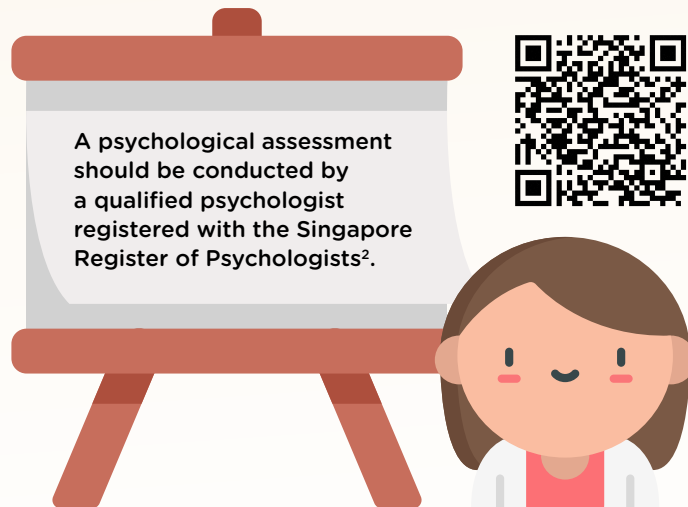 A psychological assessment
should be conducted by
a qualified psychologist
registered with the Singapore
Register of Psychologists².